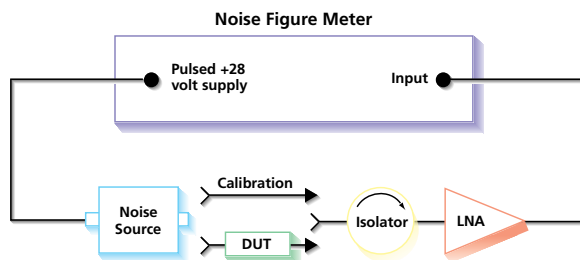 Noise Figure Meter
Pulsed +28
volt supply
Input
Calibration
Noise
Source
Isolator
LNA
DUT